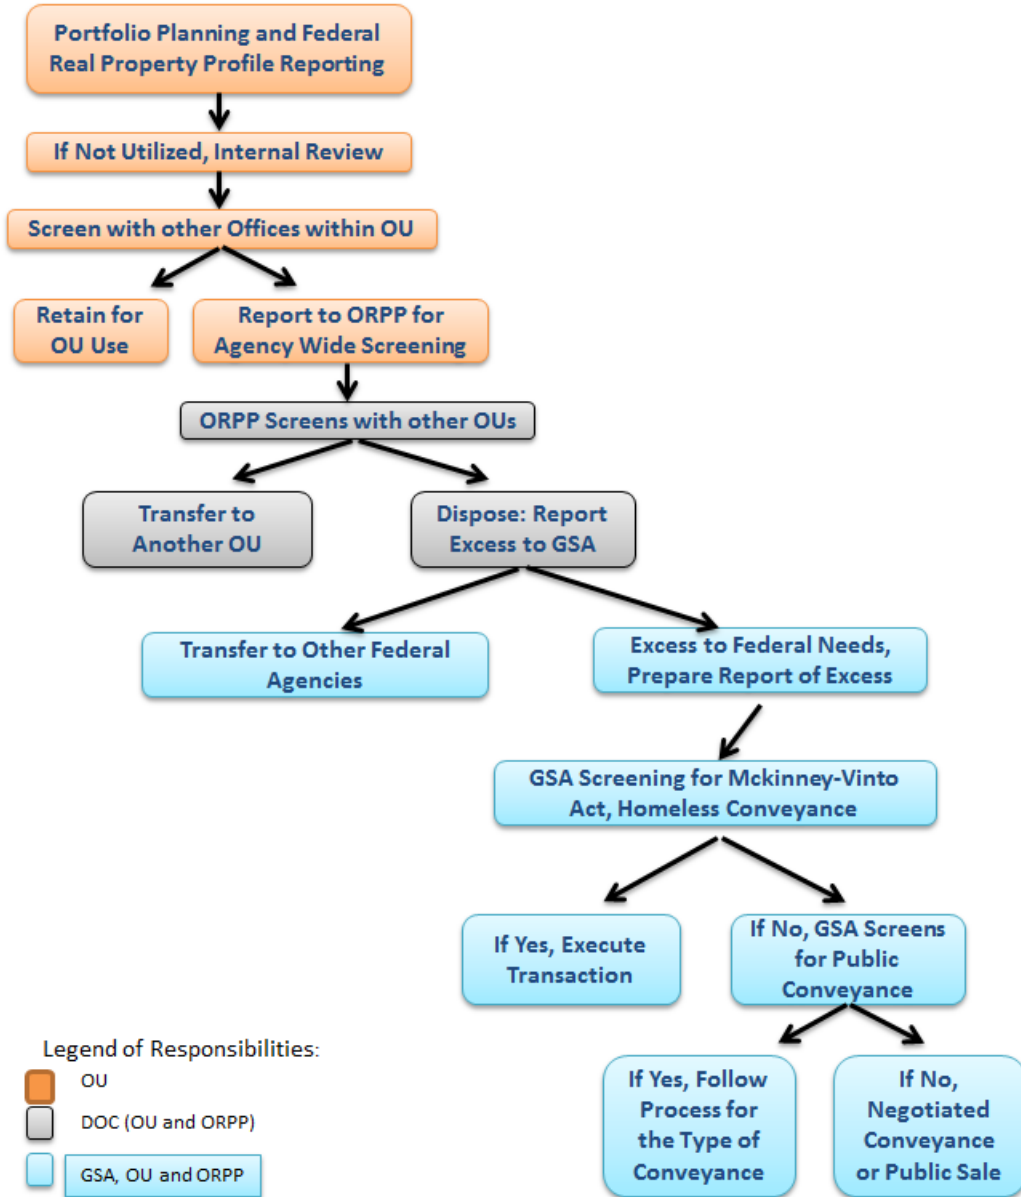 Portfolio Planning and Federal
Real Property Profile Reporting
If Not Utilized, Internal Review
Screen with other Offices within OU
Retain for
OU Use
Report to ORPP for
Agency Wide Screening
ORPP Screens with other OUs
Transfer to
Another OU
Dispose: Report
Excess to GSA
Transfer to Other Federal
Agencies
Excess to Federal Needs,
Prepare Report of Excess
GSA Screening for Mckinney-Vinto
Act, Homeless Conveyance
If Yes, Execute
Transaction
If No, GSA Screens
for Public
Conveyance
If Yes, Follow
Process for
the Type of
Conveyance
If No,
Negotiated
Conveyance
or Public Sale
Legend of Responsibilities:
OU
DOC (OU and ORPP)
GSA, OU and ORPP